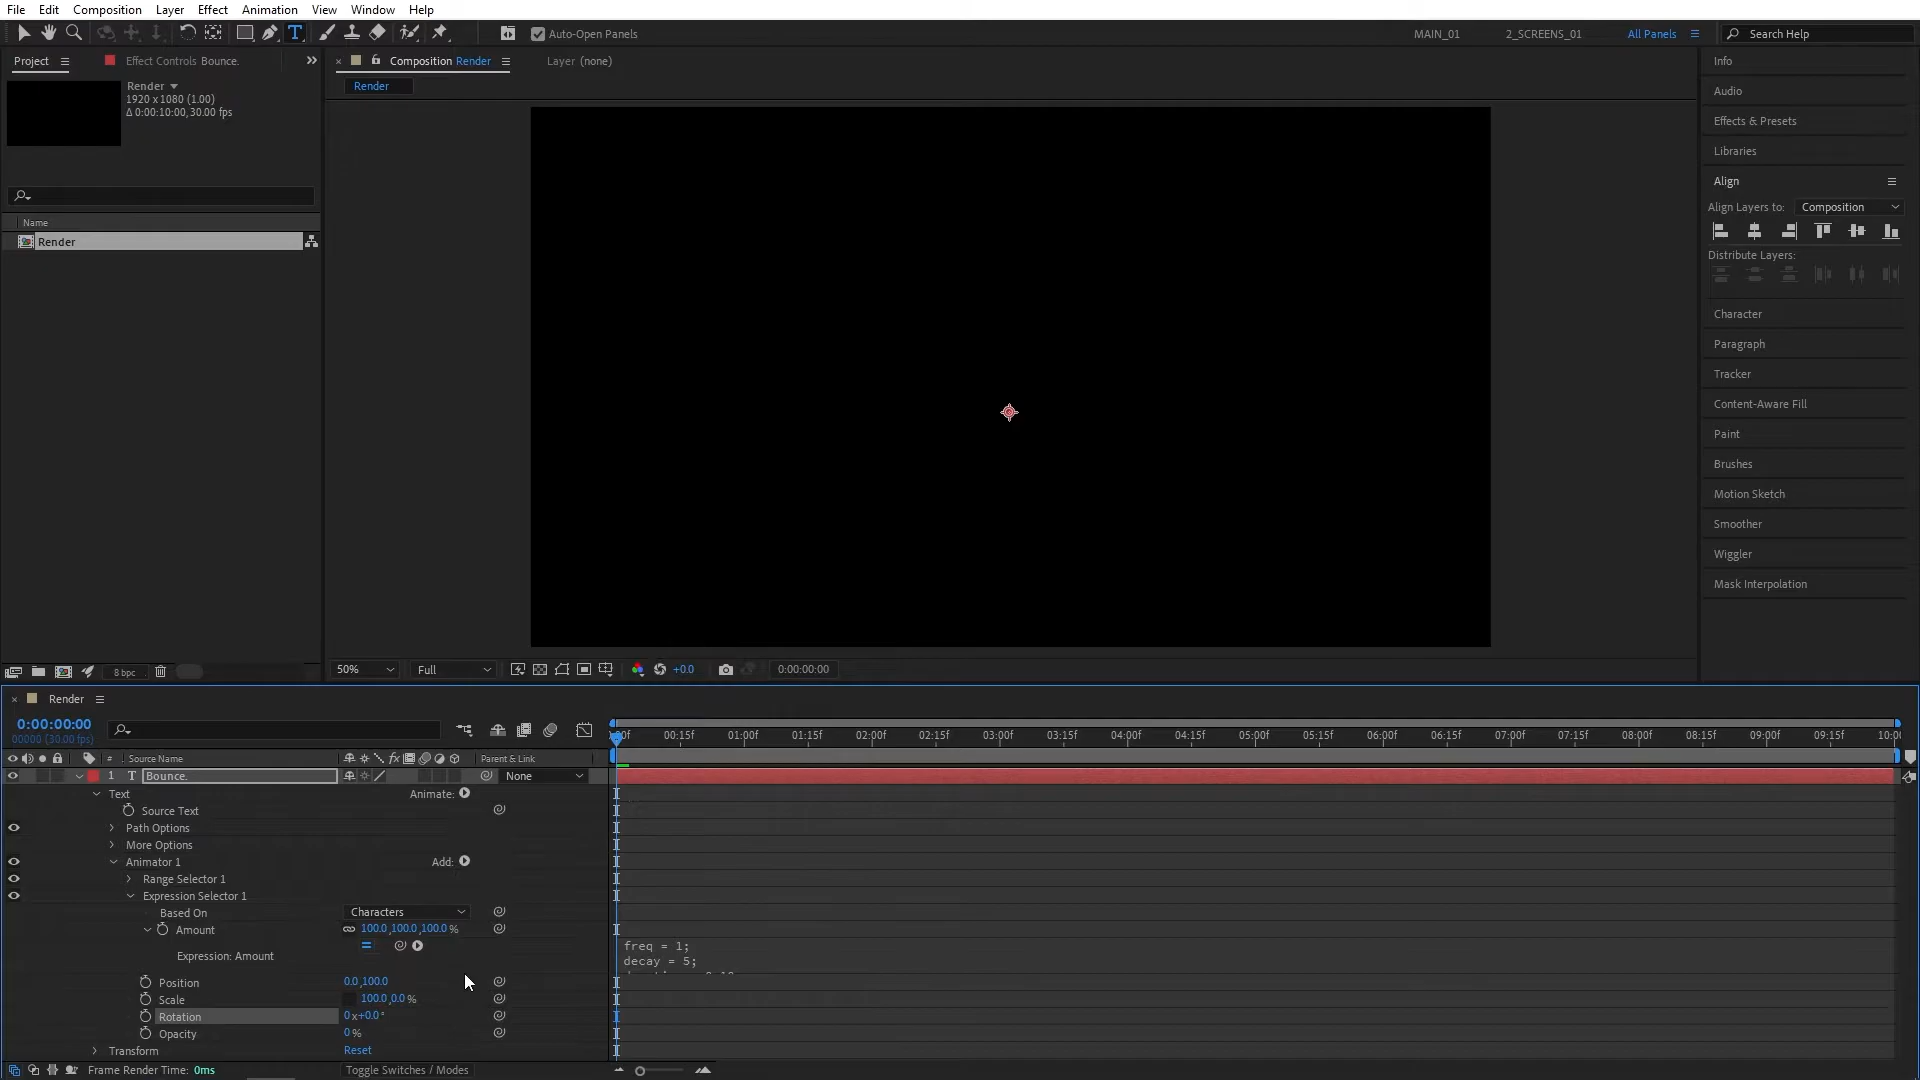 File Edit Composition Layer Effect Animation View Window Help
Auto-Open Panels
MAIN_01 2_SCREENS_01 All Panels Search Help
Project Effect Controls Bounce.
Composition Render Layer (none)
Info
Render
1920 x 1080 (1.00)
Δ 0:00:10:00, 30.00 fps
Render
Audio
Effects & Presets
Libraries
Align
Align Layers to: Composition
Name
Render
Distribute Layers:
Character
Paragraph
Tracker
Content-Aware Fill
Paint
Brushes
Motion Sketch
Smoother
Wiggler
Mask Interpolation
8 bpc
50% Full +0.0 0:00:00:00
Render
0:00:00:00
00000 (30.00 fps)
00:15f 01:00f 01:15f 02:00f 02:15f 03:00f 03:15f 04:00f 04:15f 05:00f 05:15f 06:00f 06:15f 07:00f 07:15f 08:00f 08:15f 09:00f 09:15f
# Source Name fx Parent & Link
1 T Bounce. None
Text Animate:
Source Text
Path Options
More Options
Animator 1 Add:
Range Selector 1
Expression Selector 1
Based On Characters
Amount 100.0,100.0,100.0 %
freq = 1;
Expression: Amount
decay = 5;
Position 0.0,100.0
Scale 100.0,0.0 %
Rotation 0x+0.0°
Opacity 0 %
Transform Reset
Frame Render Time: 0ms Toggle Switches / Modes